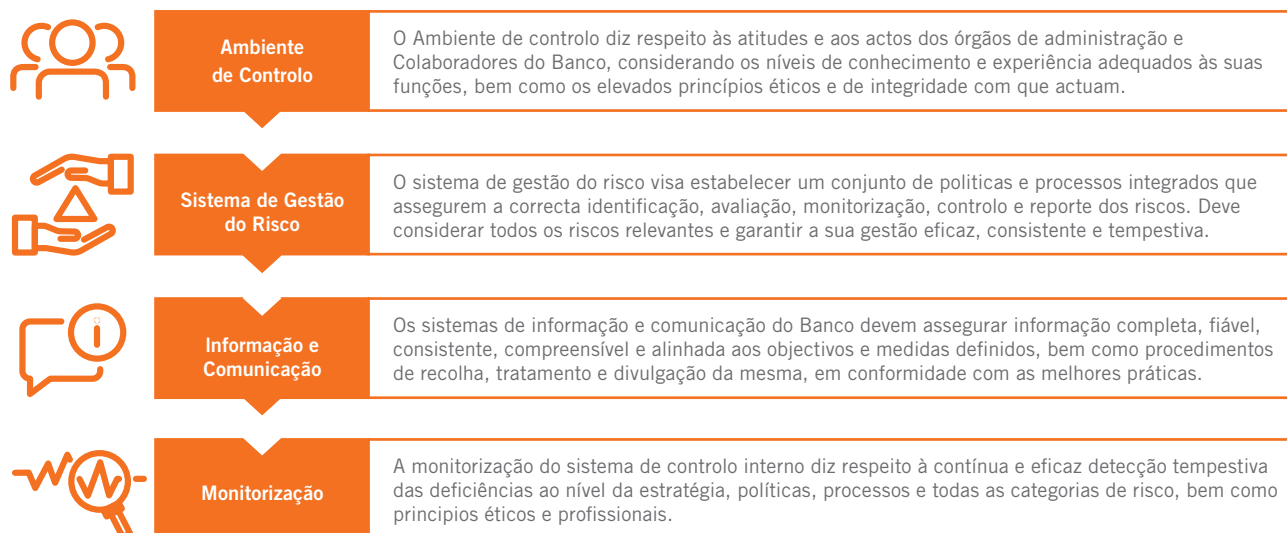 Ambiente
de Controlo
O Ambiente de controlo diz respeito às atitudes e aos actos dos órgãos de administração e
Colaboradores do Banco, considerando os níveis de conhecimento e experiência adequados às suas
funções, bem como os elevados princípios éticos e de integridade com que actuam.
Sistema de Gestão
do Risco
O sistema de gestão do risco visa estabelecer um conjunto de politicas e processos integrados que
assegurem a correcta identificação, avaliação, monitorização, controlo e reporte dos riscos. Deve
considerar todos os riscos relevantes e garantir a sua gestão eficaz, consistente e tempestiva.
Informação e
Comunicação
Os sistemas de informação e comunicação do Banco devem assegurar informação completa, fiável,
consistente, compreensível e alinhada aos objectivos e medidas definidos, bem como procedimentos
de recolha, tratamento e divulgação da mesma, em conformidade com as melhores práticas.
Monitorização
A monitorização do sistema de controlo interno diz respeito à contínua e eficaz detecção tempestiva
das deficiências ao nível da estratégia, políticas, processos e todas as categorias de risco, bem como
principios éticos e profissionais.